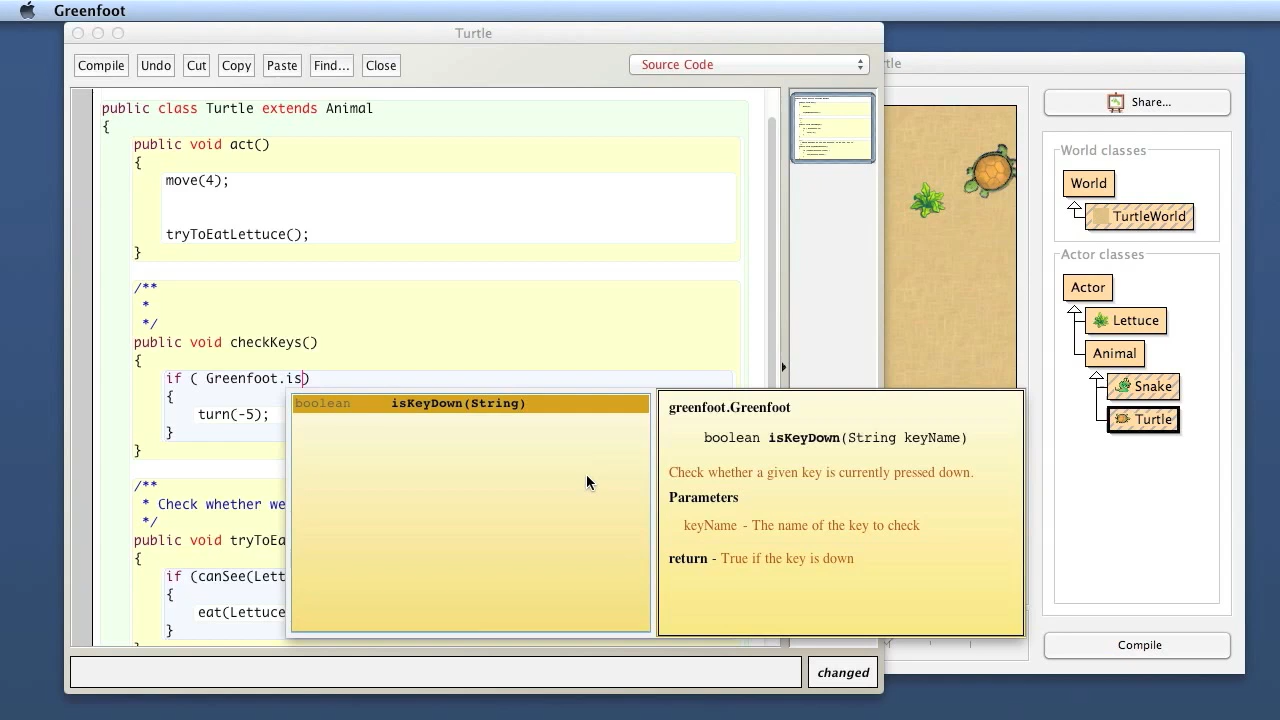 Greenfoot
Turtle
Compile Undo Cut Copy Paste Find... Close Source Code
public class Turtle extends Animal
{
public void act()
{
move(4);
tryToEatLettuce();
}
/**
*
*/
public void checkKeys()
{
if ( Greenfoot.is)
{
turn(-5);
}
}
/**
* Check whether we
*/
public void tryToEa
{
if (canSee(Lett
{
eat(Lettuce
}
boolean isKeyDown(String)
greenfoot.Greenfoot
boolean isKeyDown(String keyName)
Check whether a given key is currently pressed down.
Parameters
keyName - The name of the key to check
return - True if the key is down
changed
tle
Share...
World classes
World
TurtleWorld
Actor classes
Actor
Lettuce
Animal
Snake
Turtle
Compile